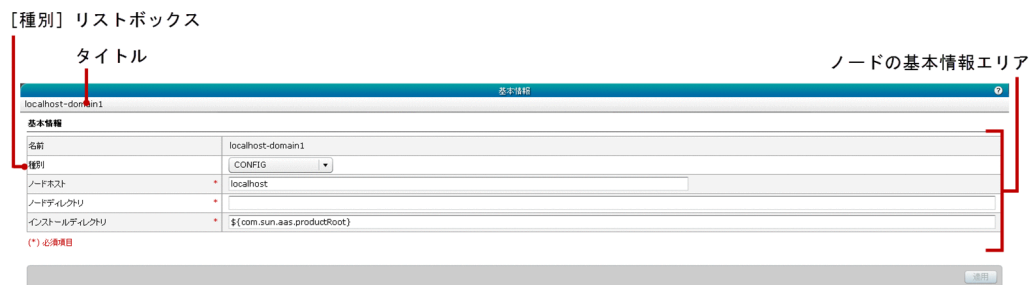 [種別] リストボックス
タイトル
ノードの基本情報エリア
基本情報 ?
localhost-domain1
基本情報
名前 localhost-domain1
種別 CONFIG
ノードホスト * localhost
ノードディレクトリ *
インストールディレクトリ * ${com.sun.aas.productRoot}
(*) 必須項目
適用